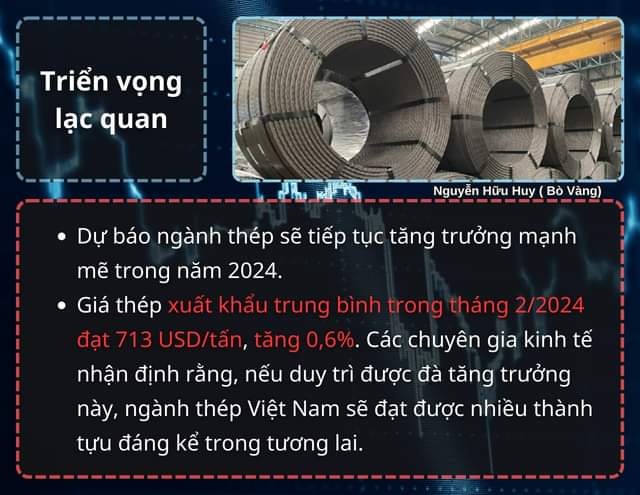 Triển vọng
lạc quan
Nguyễn Hữu Huy ( Bò Vàng)
• Dự báo ngành thép sẽ tiếp tục tăng trưởng mạnh
mẽ trong năm 2024.
• Giá thép xuất khẩu trung bình trong tháng 2/2024
đạt 713 USD/tấn, tăng 0,6%. Các chuyên gia kinh tế
nhận định rằng, nếu duy trì được đà tăng trưởng
này, ngành thép Việt Nam sẽ đạt được nhiều thành
tựu đáng kể trong tương lai.